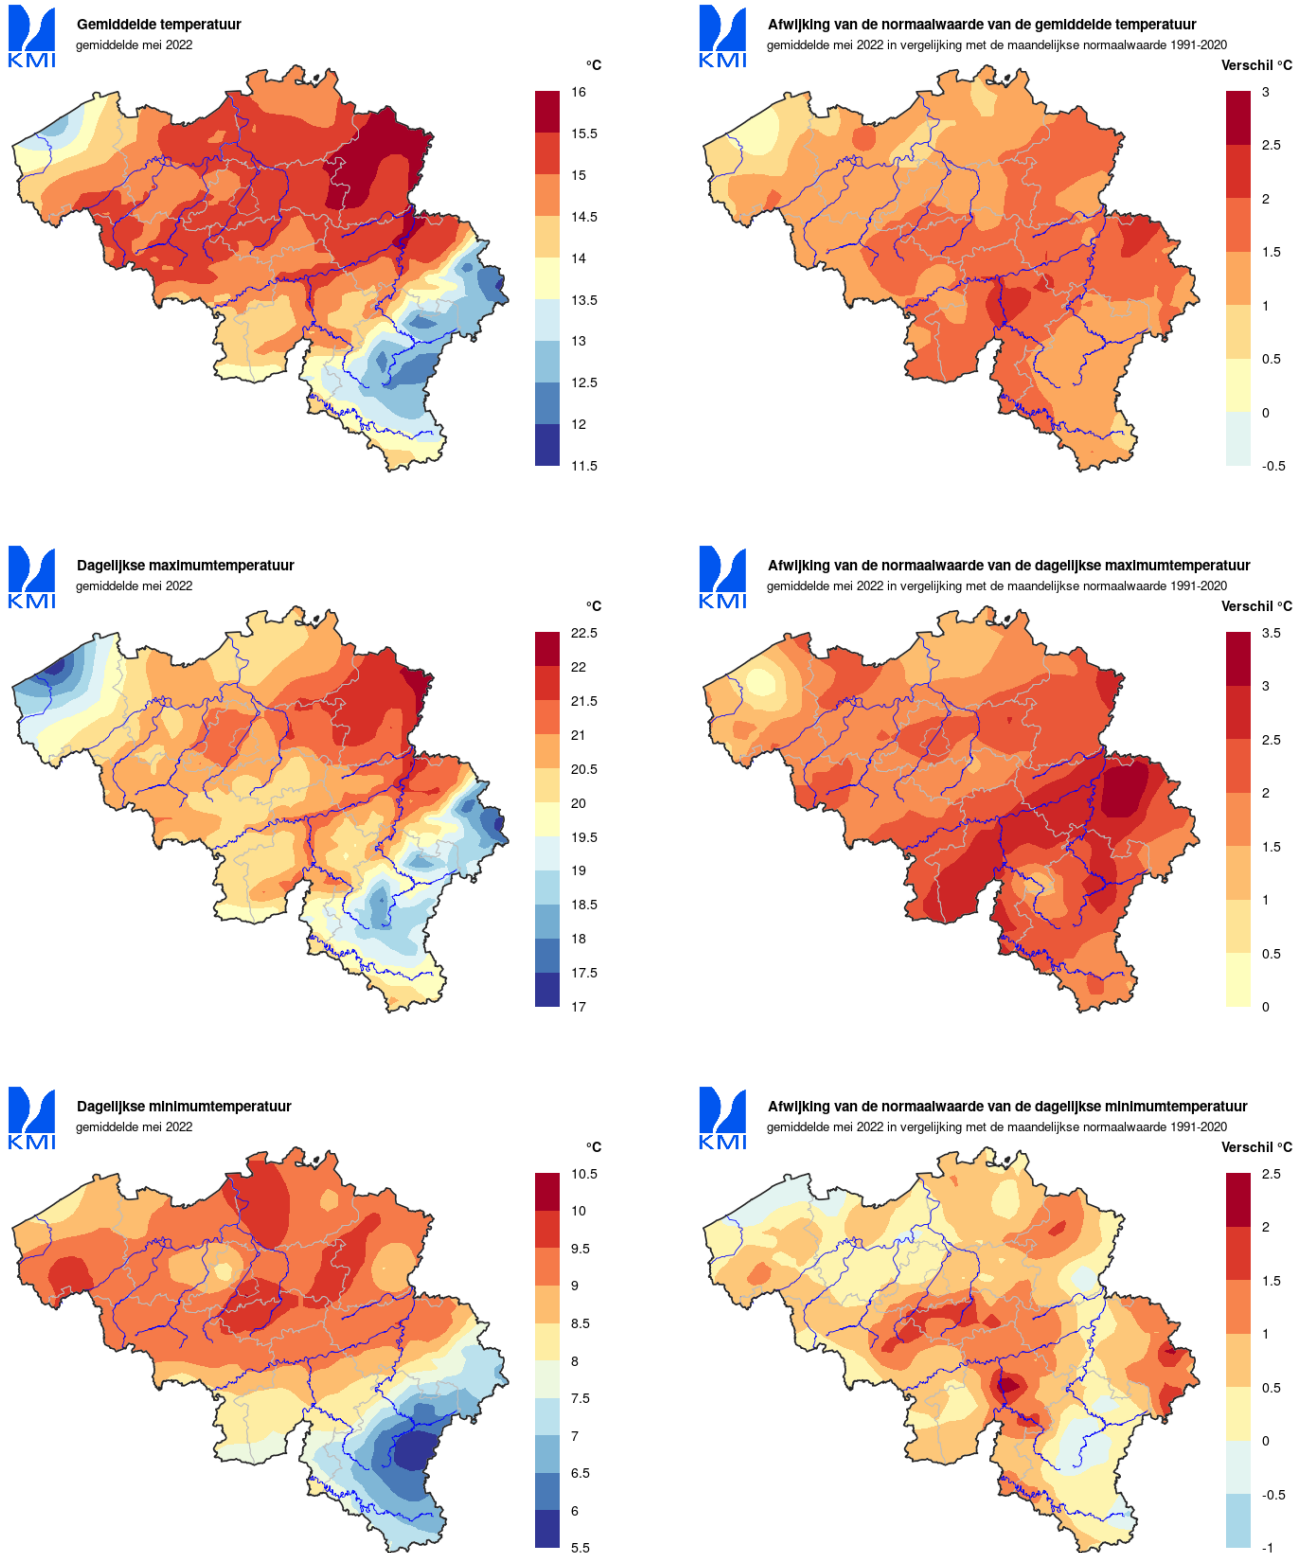 KMI
Gemiddelde temperatuur
gemiddelde mei 2022
°C
16
15.5
15
14.5
14
13.5
13
12.5
12
11.5
KMI
Afwijking van de normaalwaarde van de gemiddelde temperatuur
gemiddelde mei 2022 in vergelijking met de maandelijkse normaalwaarde 1991-2020
Verschil °C
3
2.5
2
1.5
1
0.5
0
-0.5
KMI
Dagelijkse maximumtemperatuur
gemiddelde mei 2022
°C
22.5
22
21.5
21
20.5
20
19.5
19
18.5
18
17.5
17
KMI
Afwijking van de normaalwaarde van de dagelijkse maximumtemperatuur
gemiddelde mei 2022 in vergelijking met de maandelijkse normaalwaarde 1991-2020
Verschil °C
3.5
3
2.5
2
1.5
1
0.5
0
KMI
Dagelijkse minimumtemperatuur
gemiddelde mei 2022
°C
10.5
10
9.5
9
8.5
8
7.5
7
6.5
6
5.5
KMI
Afwijking van de normaalwaarde van de dagelijkse minimumtemperatuur
gemiddelde mei 2022 in vergelijking met de maandelijkse normaalwaarde 1991-2020
Verschil °C
2.5
2
1.5
1
0.5
0
-0.5
-1